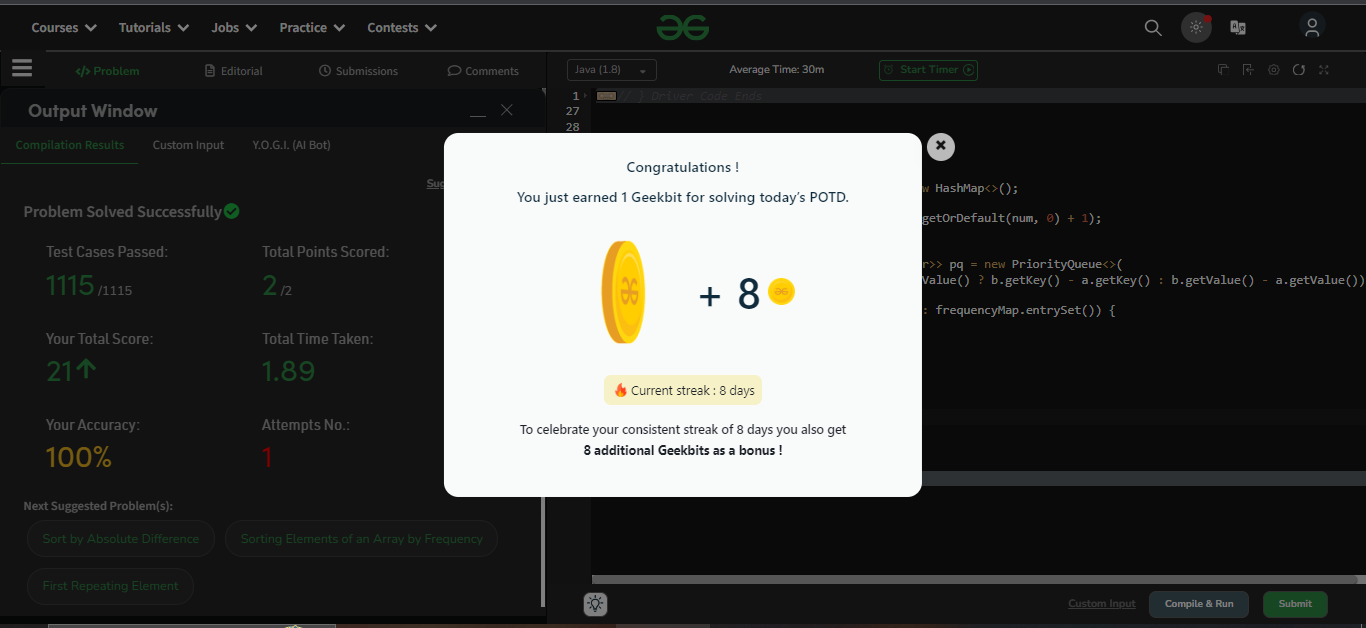 Courses Tutorials Jobs Practice Contests
</> Problem Editorial Submissions Comments
Java (1.8) Average Time: 30m Start Timer
Output Window
Compilation Results Custom Input Y.O.G.I. (AI Bot)
Problem Solved Successfully
Test Cases Passed: Total Points Scored:
1115 /1115 2 /2
Your Total Score: Total Time Taken:
21 1.89
Your Accuracy: Attempts No.:
100% 1
Next Suggested Problem(s):
Sort by Absolute Difference Sorting Elements of an Array by Frequency
First Repeating Element
1 // } Driver Code Ends
27
28
HashMap<>();
getOrDefault(num, 0) + 1);
r>> pq = new PriorityQueue<>(
Value() ? b.getKey() - a.getKey() : b.getValue() - a.getValue())
: frequencyMap.entrySet()) {
Congratulations !
You just earned 1 Geekbit for solving today's POTD.
+ 8
Current streak : 8 days
To celebrate your consistent streak of 8 days you also get
8 additional Geekbits as a bonus !
Custom Input Compile & Run Submit